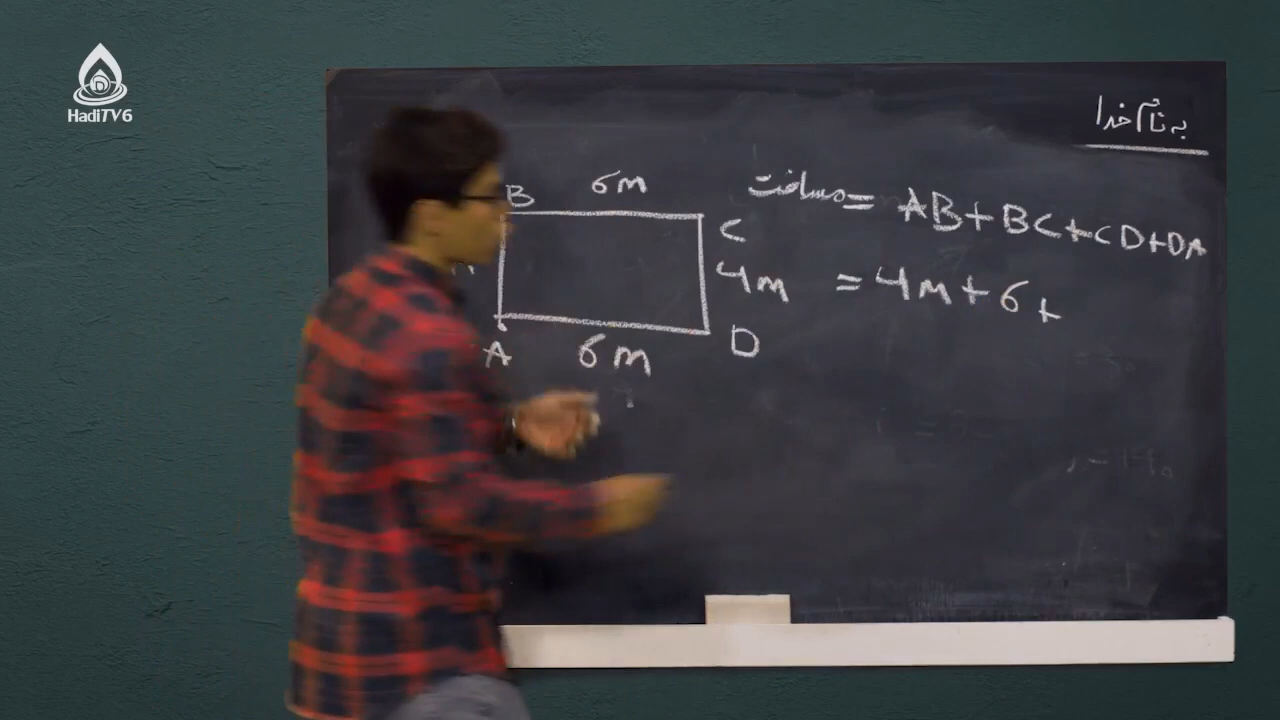 HadiTV6
به نام خدا
B 6m
مسافت = AB+BC+CD+DA
C
4m = 4m+6+
A 6m D